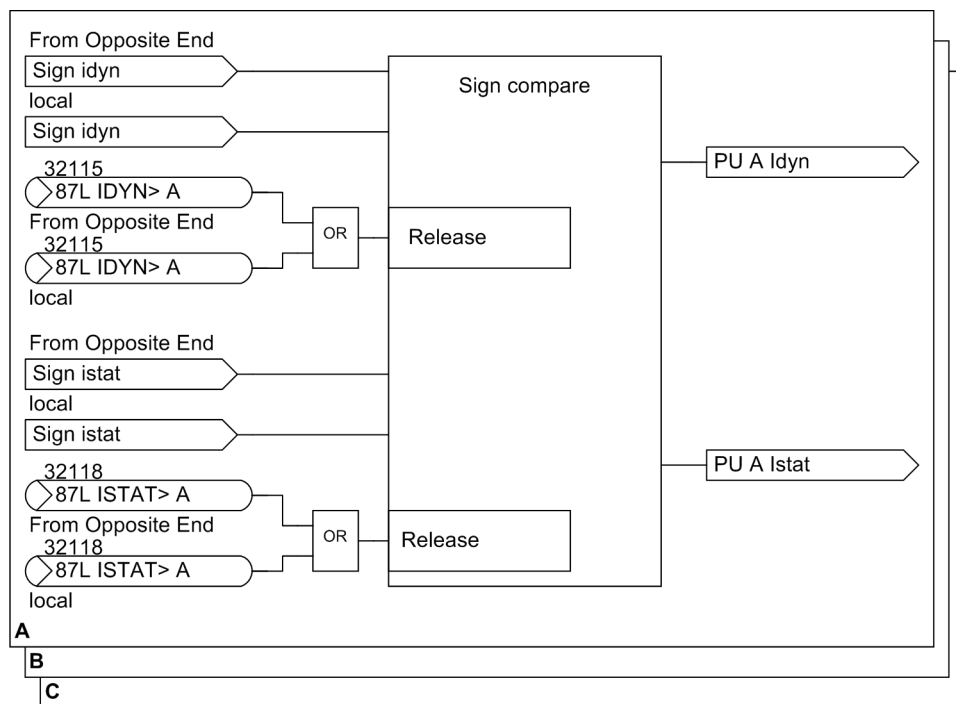 From Opposite End
Sign idyn
Sign compare
local
Sign idyn
PU A Idyn
32115
87L IDYN> A
From Opposite End
OR
Release
32115
87L IDYN> A
local
From Opposite End
Sign istat
local
Sign istat
PU A Istat
32118
87L ISTAT> A
From Opposite End
OR
Release
32118
87L ISTAT> A
local
A
B
C